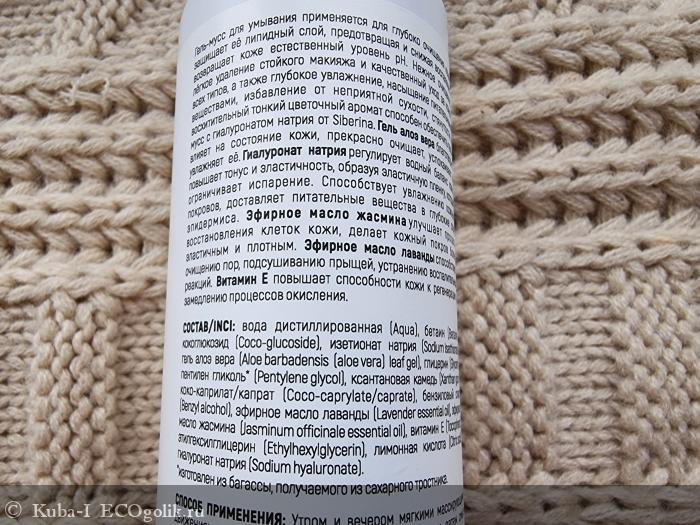 Гель-мусс для умывания применяется для глубоко очищения,
защищает её липидный слой, предотвращая и снижая
возвращает коже естественный уровень pH. Нежное
лёгкое удаление стойкого макияжа и качественный уход
всех типов, а также глубокое увлажнение, насыщение
веществами, избавление от неприятной сухости,
восхитительный тонкий цветочный аромат способен
мусс с гиалуронатом натрия от Siberina. Гель алоэ вера
влияет на состояние кожи, прекрасно очищает,
увлажняет её. Гиалуронат натрия регулирует водный баланс,
повышает тонус и эластичность, образуя эластичную пленку,
ограничивает испарение. Способствует увлажнению
покровов, доставляет питательные вещества в глубокие
эпидермиса. Эфирное масло жасмина улучшает
восстановления клеток кожи, делает кожный покров
эластичным и плотным. Эфирное масло лаванды
очищению пор, подсушиванию прыщей, устранению
реакций. Витамин Е повышает способности кожи к
замедлению процессов окисления.
СОСТАВ/INCI: вода дистиллированная (Aqua), бетаин
кокоглюкозид (Coco-glucoside), изетионат натрия (Sodium
гель алоэ вера (Aloe barbadensis (aloe vera) leaf gel), глицерин
пентилен гликоль* (Pentylene glycol), ксантановая камедь (Xanthan
коко-каприлат/капрат (Coco-caprylate/caprate), бензиловый
(Benzyl alcohol), эфирное масло лаванды (Lavender essential oil),
масло жасмина (Jasminum officinale essential oil), витамин Е
этилгексилглицерин (Ethylhexylglycerin), лимонная кислота
гиалуронат натрия (Sodium hyaluronate).
*изготовлен из багассы, получаемого из сахарного тростника.
СПОСОБ ПРИМЕНЕНИЯ: Утром и вечером мягкими
© Kuba-I ECOgolik.ru